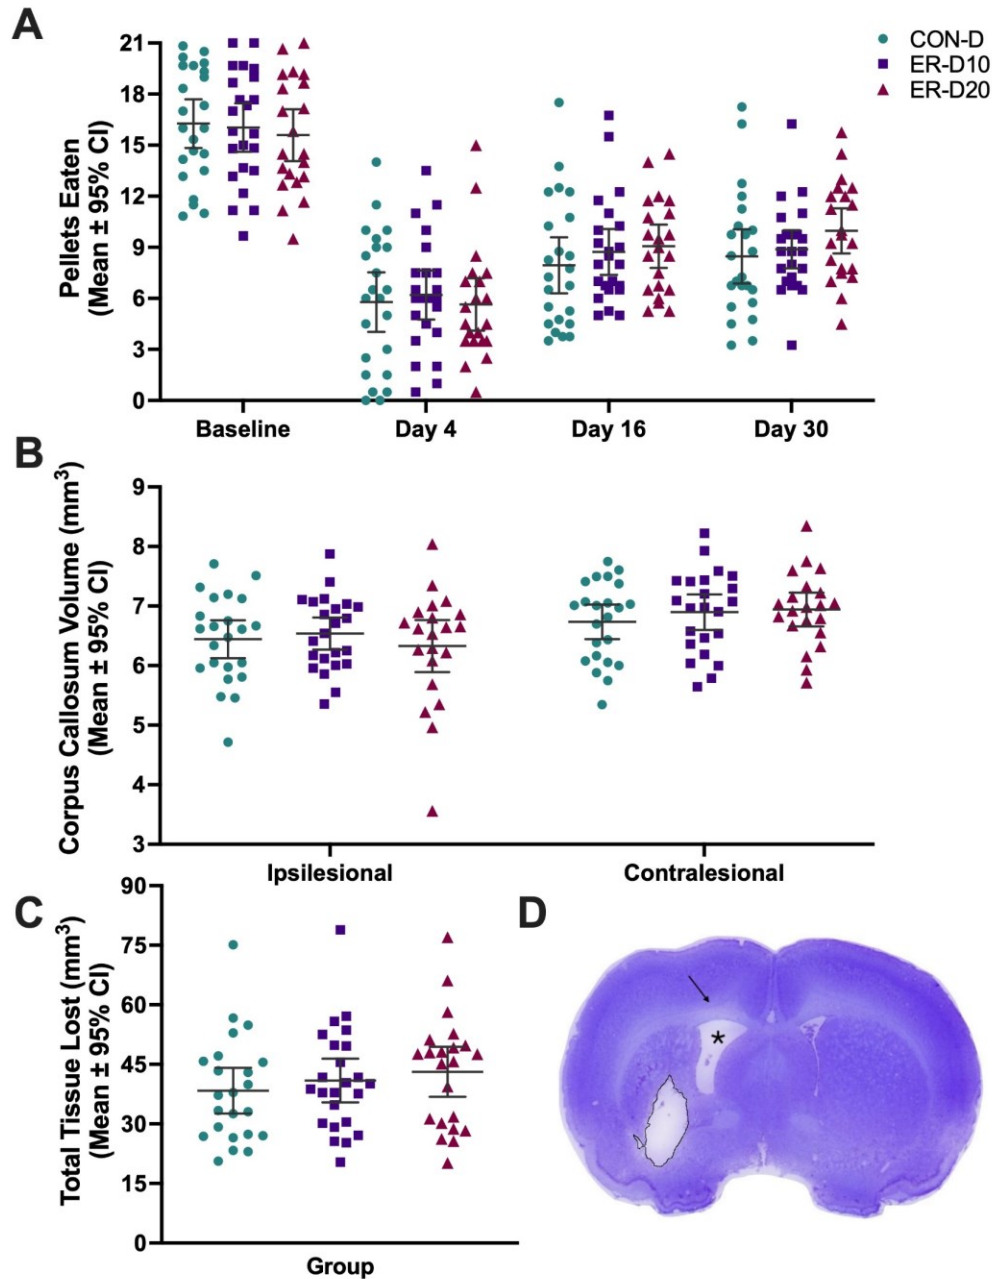 A
Pellets Eaten
(Mean ± 95% CI)
21
18
15
12
9
6
3
0
Baseline
Day 4
Day 16
Day 30
CON-D
ER-D10
ER-D20
B
Corpus Callosum Volume (mm³)
(Mean ± 95% CI)
9
8
7
6
5
4
3
Ipsilesional
Contralesional
C
Total Tissue Lost (mm³)
(Mean ± 95% CI)
90
75
60
45
30
15
0
Group
D
*